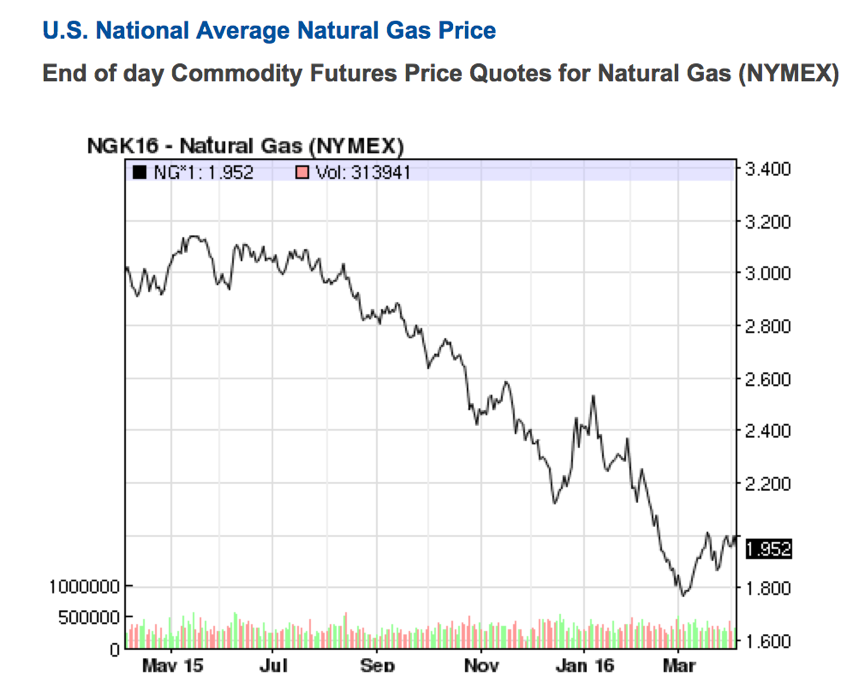 U.S. National Average Natural Gas Price
End of day Commodity Futures Price Quotes for Natural Gas (NYMEX)
NGK16 - Natural Gas (NYMEX)
NG*1: 1.952 Vol: 313941
3.400
3.200
3.000
2.800
2.600
2.400
2.200
1.952
1000000
1.800
500000
1.600
0
May 15 Jul Sep Nov Jan 16 Mar